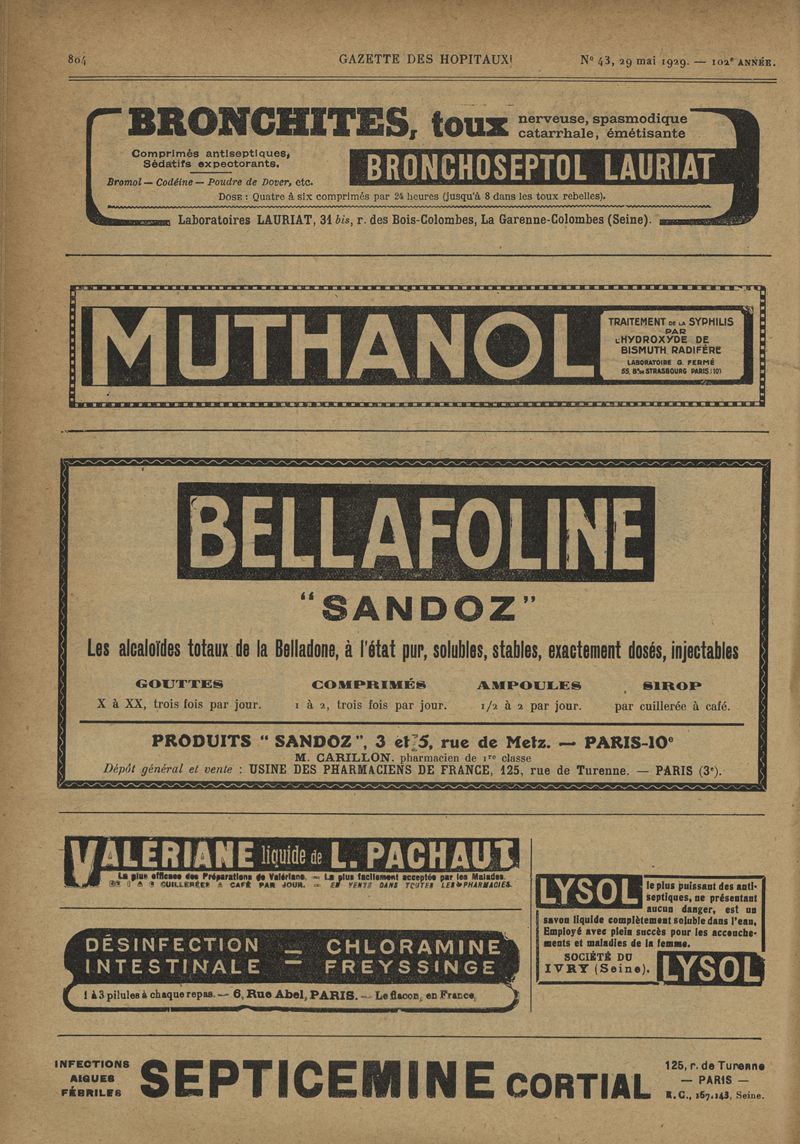 804 GAZETTE DES HOPITAUX N° 43, 29 mai 1929. — 102e ANNÉE.
BRONCHITES, toux nerveuse, spasmodique
catarrhale, émétisante
Comprimés antiseptiques,
Sédatifs expectorants.
BRONCHOSEPTOL LAURIAT
Bromol — Codéine — Poudre de Dover, etc.
DOSE : Quatre à six comprimés par 24 heures (jusqu'à 8 dans les toux rebelles).
Laboratoires LAURIAT, 31 bis, r. des Bois-Colombes, La Garenne-Colombes (Seine).
MUTHANOL
TRAITEMENT DE LA SYPHILIS
PAR
L'HYDROXYDE DE
BISMUTH RADIFÈRE
LABORATOIRE G. FERMÉ
55, Bd DE STRASBOURG PARIS (10)
BELLAFOLINE
"SANDOZ"
Les alcaloïdes totaux de la Belladone, à l'état pur, solubles, stables, exactement dosés, injectables
GOUTTES COMPRIMÉS AMPOULES SIROP
X à XX, trois fois par jour. 1 à 2, trois fois par jour. 1/2 à 2 par jour. par cuillerée à café.
PRODUITS "SANDOZ", 3 et 5, rue de Metz. — PARIS-10e
M. CARILLON, pharmacien de 1re classe
Dépôt général et vente : USINE DES PHARMACIENS DE FRANCE, 125, rue de Turenne. — PARIS (3e).
VALÉRIANE liquide de L. PACHAUT
La plus efficace des Préparations de Valériane. — La plus facilement acceptée par les Malades.
CUILLERÉES A CAFÉ PAR JOUR. — EN VENTE DANS TOUTES LES PHARMACIES.
DÉSINFECTION = CHLORAMINE
INTESTINALE = FREYSSINGE
1 à 3 pilules à chaque repas. — 6, Rue Abel, PARIS. — Le flacon, en France,
LYSOL
le plus puissant des anti-
septiques, ne présentant
aucun danger, est un
savon liquide complètement soluble dans l'eau.
Employé avec plein succès pour les accouche-
ments et maladies de la femme.
SOCIÉTÉ DU
IVRY (Seine). LYSOL
INFECTIONS
AIGUES
FÉBRILES
SEPTICEMINE CORTIAL
125, r. de Turenne
— PARIS —
R.C., 167.143, Seine.